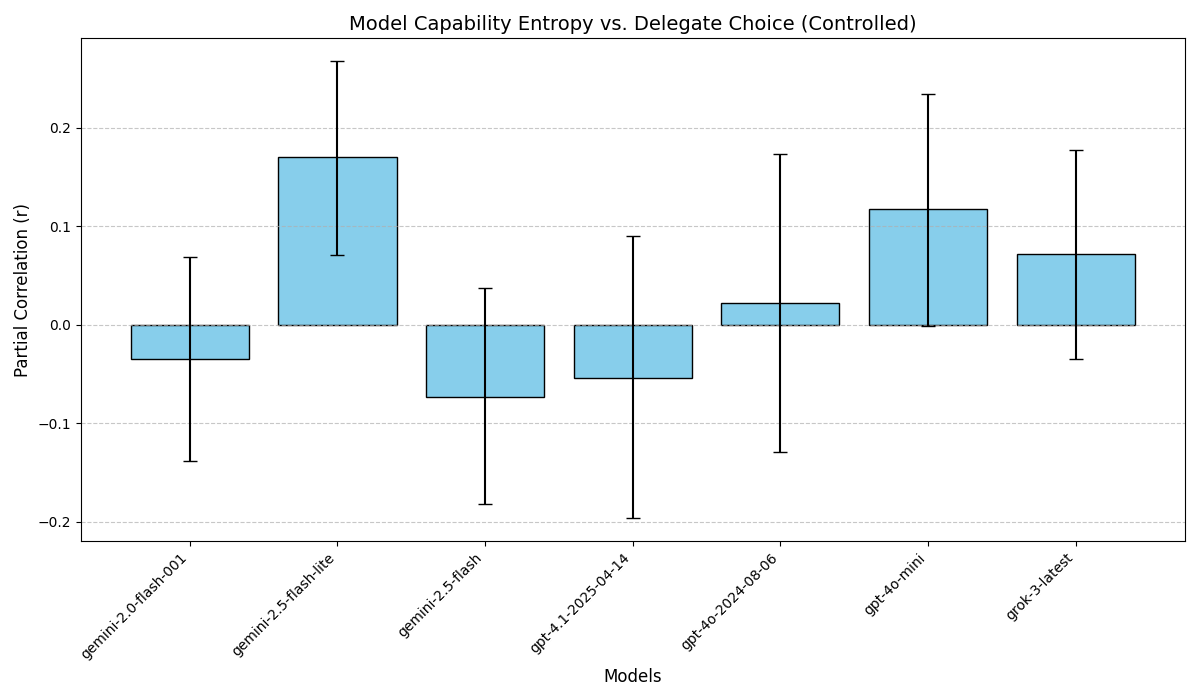 Model Capability Entropy vs. Delegate Choice (Controlled)
Partial Correlation (r)
0.2
0.1
0.0
−0.1
−0.2
gemini-2.0-flash-001
gemini-2.5-flash-lite
gemini-2.5-flash
gpt-4.1-2025-04-14
gpt-4o-2024-08-06
gpt-4o-mini
grok-3-latest
Models